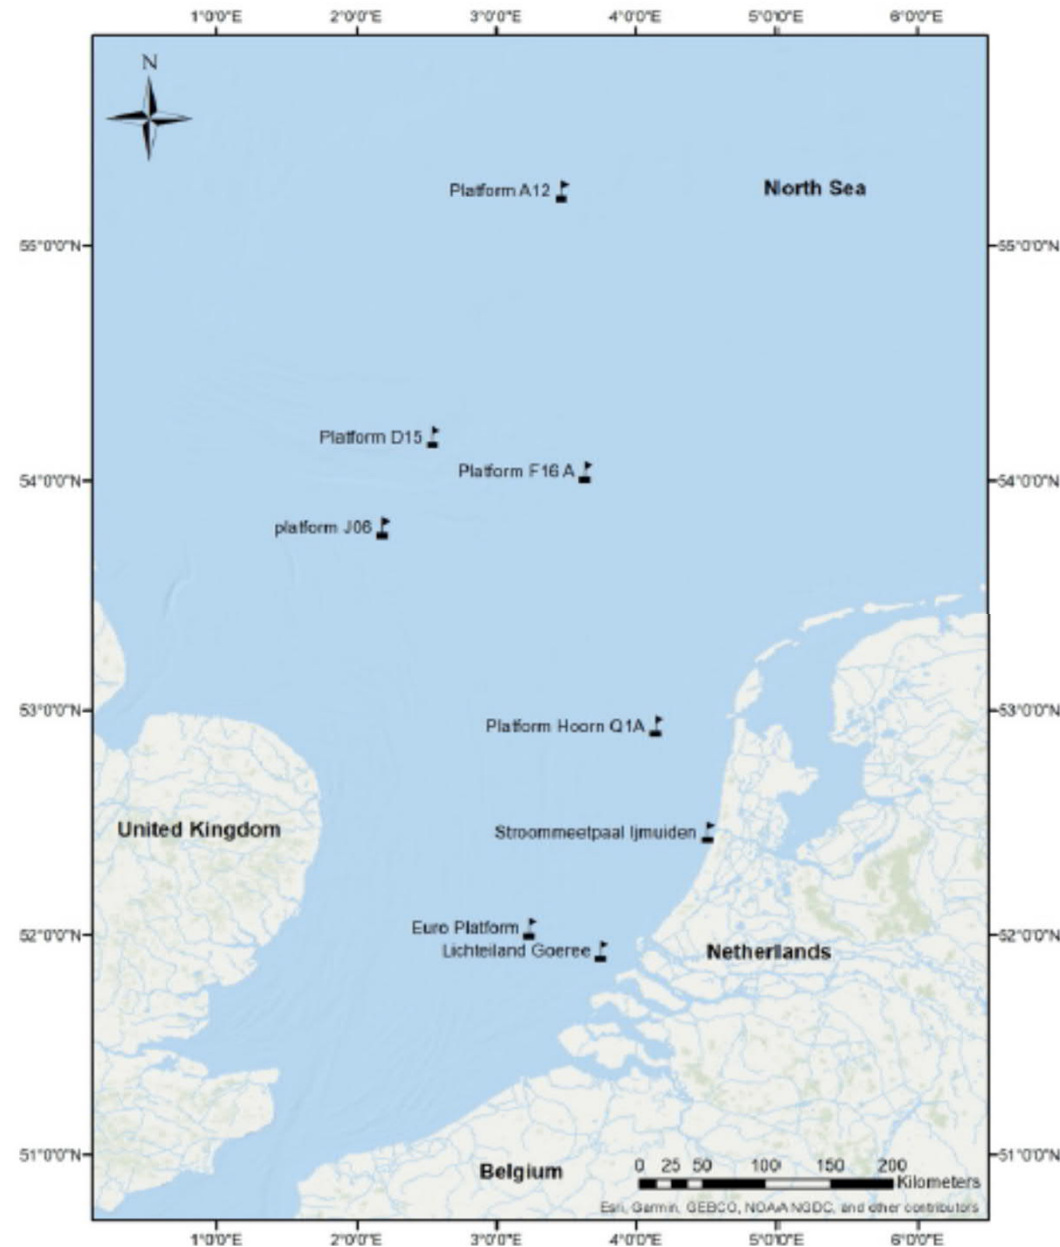 1°0'0"E 2°0'0"E 3°0'0"E 4°0'0"E 5°0'0"E 6°0'0"E
N
Platform A12
North Sea
55°0'0"N 55°0'0"N
Platform D15
Platform F16 A
54°0'0"N 54°0'0"N
platform J06
53°0'0"N 53°0'0"N
Platform Hoorn Q1A
United Kingdom
Stroommeetpaal Ijmuiden
Euro Platform
52°0'0"N 52°0'0"N
Lichteiland Goeree
Netherlands
51°0'0"N 51°0'0"N
Belgium
0 25 50 100 150 200
Kilometers
Esri, Garmin, GEBCO, NOAA NGDC, and other contributors
1°0'0"E 2°0'0"E 3°0'0"E 4°0'0"E 5°0'0"E 6°0'0"E